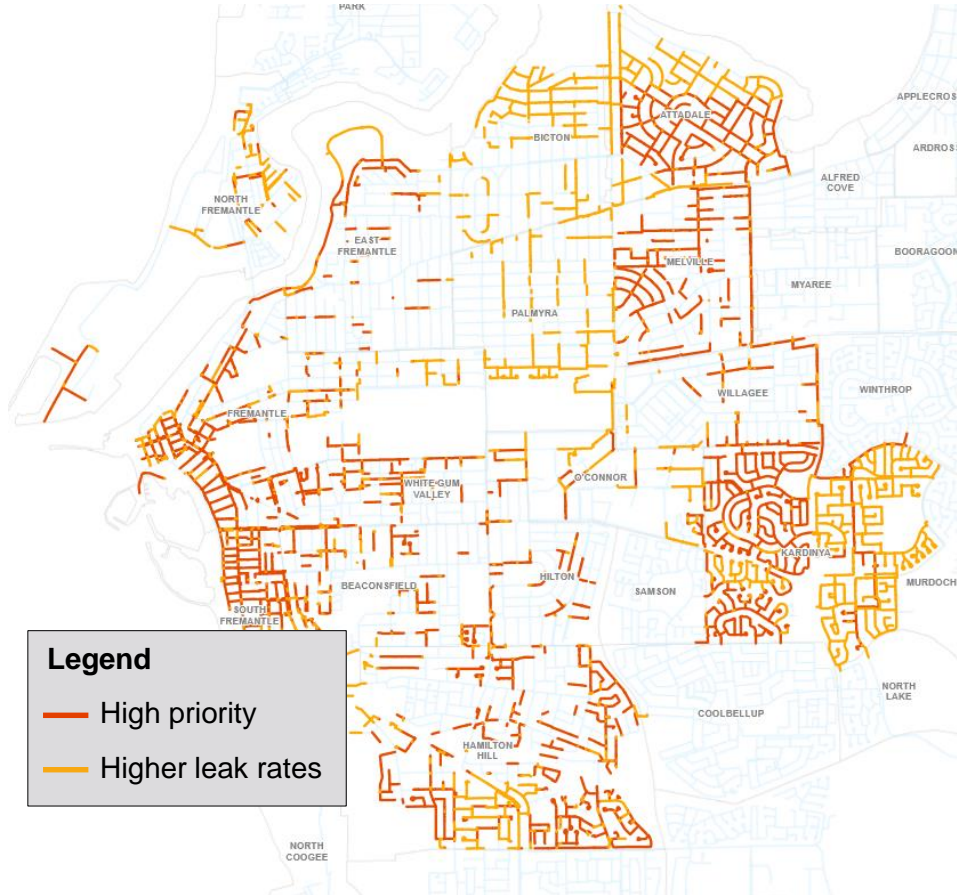 PARK
APPLECROS
ATTADALE
BICTON
ARDROS
ALFRED
COVE
NORTH
FREMANTLE
EAST
FREMANTLE
BOORAGOON
MELVILLE
MYAREE
PALMYRA
WILLAGEE
WINTHROP
FREMANTLE
WHITE GUM
VALLEY
O'CONNOR
KARDINYA
HILTON
BEACONSFIELD
SAMSON
MURDOCH
SOUTH
FREMANTLE
Legend
High priority
Higher leak rates
NORTH
LAKE
COOLBELLUP
HAMILTON
HILL
NORTH
COOGEE